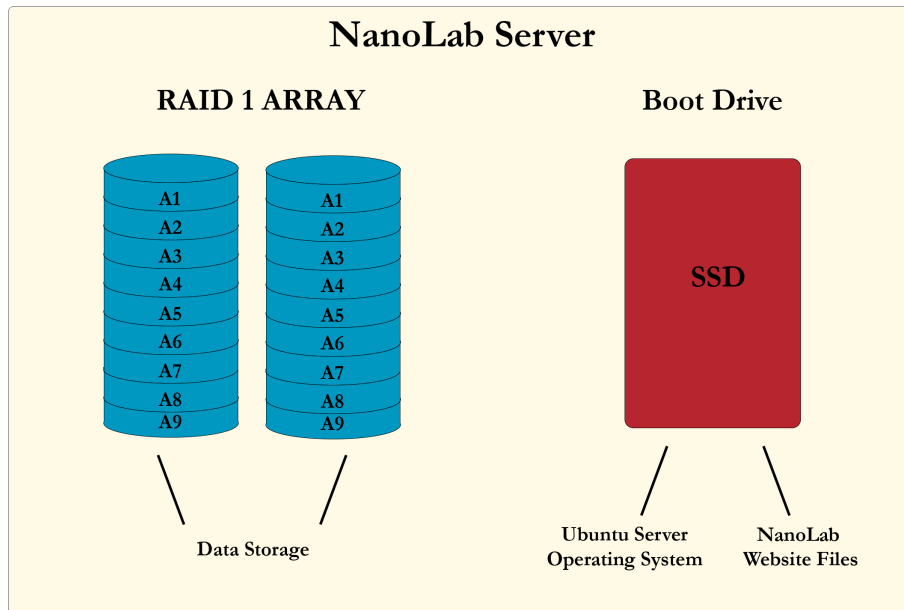 NanoLab Server
RAID 1 ARRAY
A1
A2
A3
A4
A5
A6
A7
A8
A9
A1
A2
A3
A4
A5
A6
A7
A8
A9
Data Storage
Boot Drive
SSD
Ubuntu Server
Operating System
NanoLab
Website Files